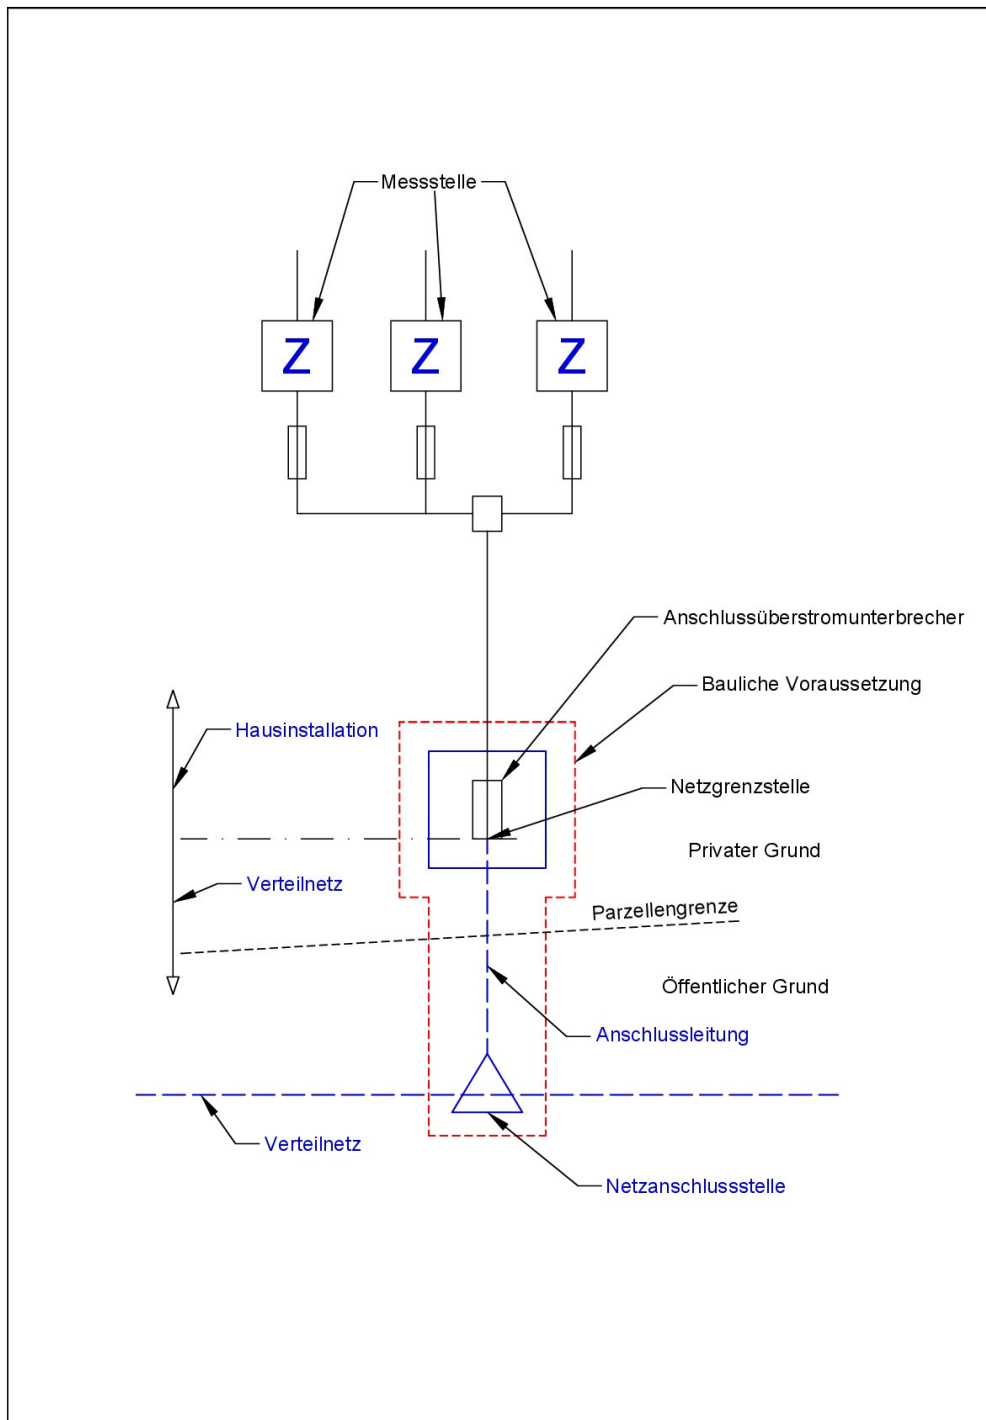 Messstelle
Z Z Z
Anschlussüberstromunterbrecher
Bauliche Voraussetzung
Hausinstallation
Netzgrenzstelle
Privater Grund
Verteilnetz
Parzellengrenze
Öffentlicher Grund
Anschlussleitung
Verteilnetz
Netzanschlussstelle